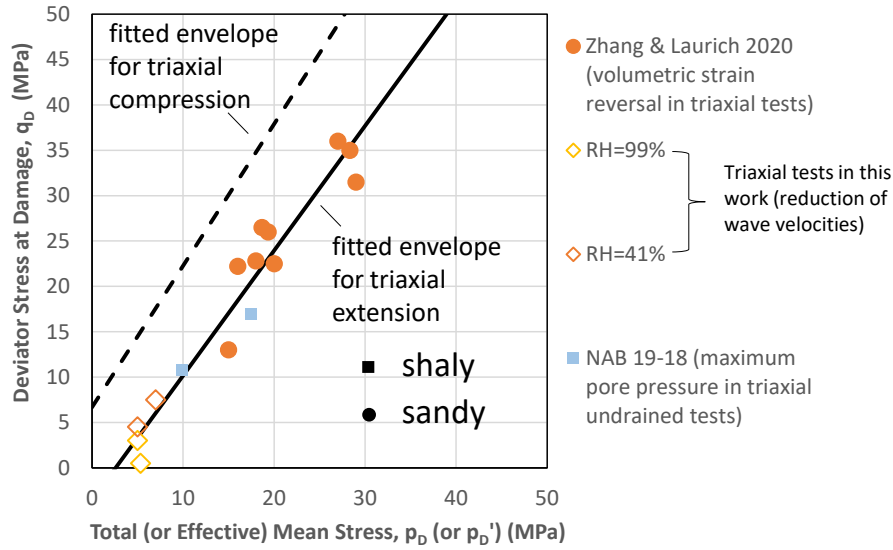 50
45
40
35
30
25
20
15
10
5
0
Deviator Stress at Damage, q_D (MPa)
fitted envelope
for triaxial
compression
fitted envelope
for triaxial
extension
shaly
sandy
0 10 20 30 40 50
Total (or Effective) Mean Stress, p_D (or p_D') (MPa)
Zhang & Laurich 2020
(volumetric strain
reversal in triaxial tests)
RH=99%
Triaxial tests in this
work (reduction of
wave velocities)
RH=41%
NAB 19-18 (maximum
pore pressure in triaxial
undrained tests)